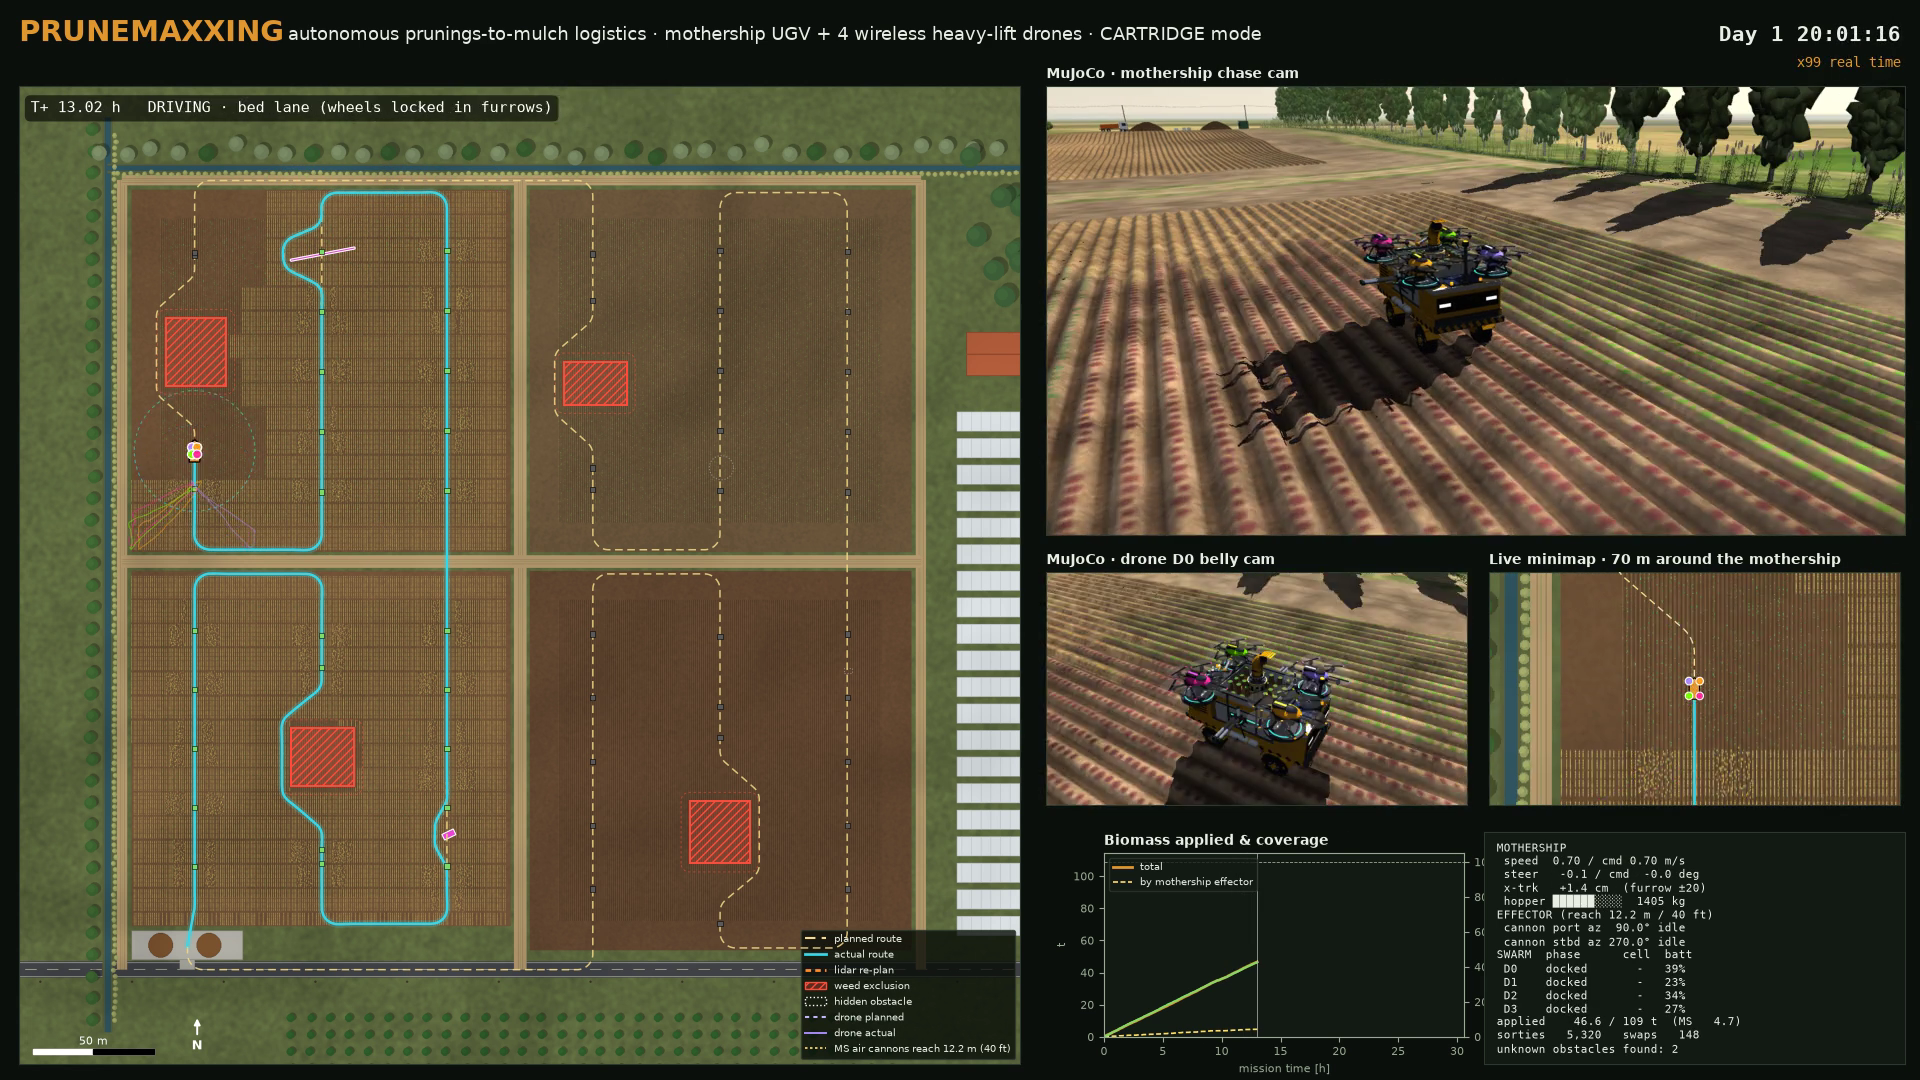 PRUNEMAXXING autonomous prunings-to-mulch logistics · mothership UGV + 4 wireless heavy-lift drones · CARTRIDGE mode
Day 1 20:01:16
x99 real time
T+ 13.02 h DRIVING · bed lane (wheels locked in furrows)
50 m
N
planned route
actual route
lidar re-plan
weed exclusion
hidden obstacle
drone planned
drone actual
MS air cannons reach 12.2 m (40 ft)
MuJoCo · mothership chase cam
MuJoCo · drone D0 belly cam
Live minimap · 70 m around the mothership
Biomass applied & coverage
total
by mothership effector
100
80
60
40
20
0
t
0 5 10 15 20 25 30
mission time [h]
MOTHERSHIP
speed 0.70 / cmd 0.70 m/s
steer -0.1 / cmd -0.0 deg
x-trk +1.4 cm (furrow ±20)
hopper ██████░░░░ 1405 kg
EFFECTOR (reach 12.2 m / 40 ft)
cannon port az 90.0° idle
cannon stbd az 270.0° idle
SWARM phase cell batt
D0 docked - 39%
D1 docked - 23%
D2 docked - 34%
D3 docked - 27%
applied 46.6 / 109 t (MS 4.7)
sorties 5,320 swaps 148
unknown obstacles found: 2